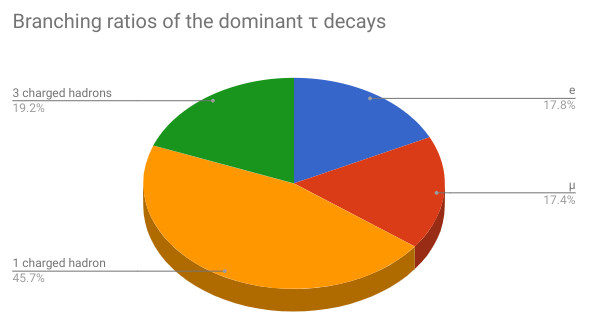 Branching ratios of the dominant τ decays
3 charged hadrons
19.2%
e
17.8%
μ
17.4%
1 charged hadron
45.7%